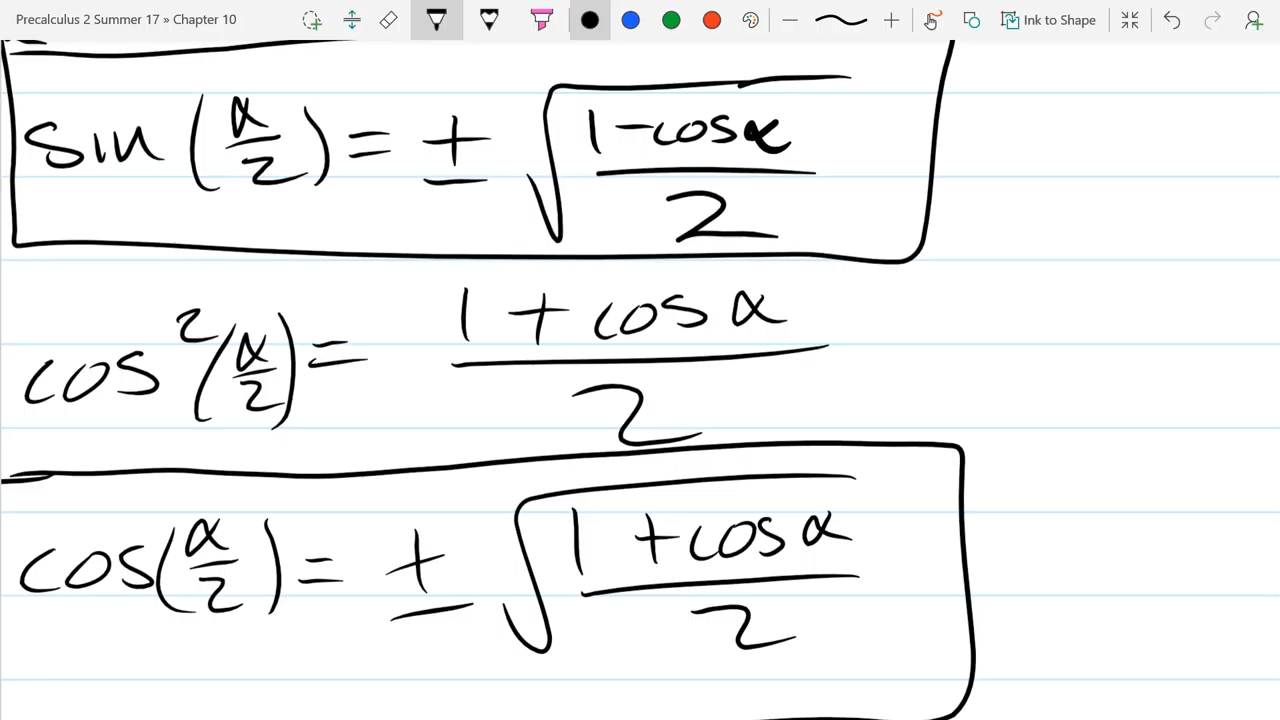 Precalculus 2 Summer 17 » Chapter 10
Ink to Shape
sin(α/2) = ± √((1-cosα)/2)
cos²(α/2) = (1 + cos α)/2
cos(α/2) = ± √((1 + cos α)/2)